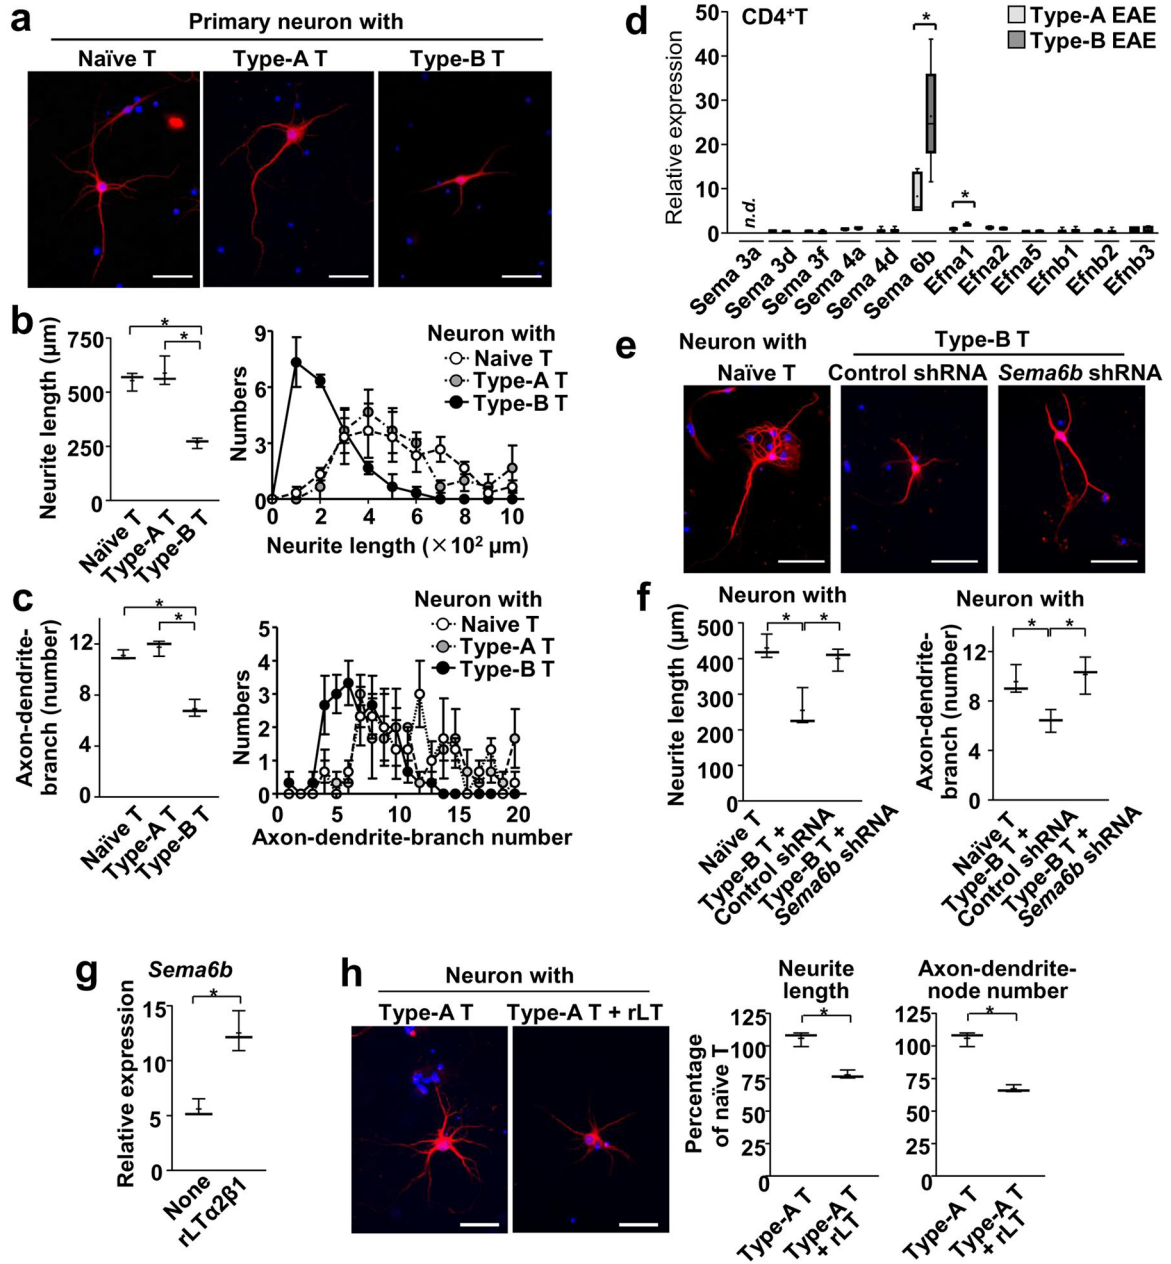 a
Primary neuron with
Naïve T
Type-A T
Type-B T
b
Neurite length (μm)
750
500
250
0
Naïve T
Type-A T
Type-B T
*
*
Numbers
9
6
3
0
0 2 4 6 8 10
Neurite length (×10² μm)
Neuron with
Naive T
Type-A T
Type-B T
c
Axon-dendrite-
branch (number)
12
8
4
0
Naïve T
Type-A T
Type-B T
*
*
Numbers
5
4
3
2
1
0
0 5 10 15 20
Axon-dendrite-branch number
Neuron with
Naive T
Type-A T
Type-B T
d
CD4⁺T
Type-A EAE
Type-B EAE
Relative expression
50
40
30
20
10
0
n.d.
*
*
Sema 3a
Sema 3d
Sema 3f
Sema 4a
Sema 4d
Sema 6b
Efna1
Efna2
Efna5
Efnb1
Efnb2
Efnb3
e
Neuron with
Type-B T
Naïve T
Control shRNA
Sema6b shRNA
f
Neuron with
Neurite length (μm)
500
400
300
200
100
0
* *
Naïve T
Type-B T +
Control shRNA
Type-B T +
Sema6b shRNA
Neuron with
Axon-dendrite-
branch (number)
12
8
4
0
* *
Naïve T
Type-B T +
Control shRNA
Type-B T +
Sema6b shRNA
g
Sema6b
Relative expression
15
10
5
0
*
None
rLTα2β1
h
Neuron with
Type-A T
Type-A T + rLT
Neurite
length
Percentage
of naïve T
125
100
75
50
25
0
*
Type-A T
Type-A T
+ rLT
Axon-dendrite-
node number
125
100
75
50
25
0
*
Type-A T
Type-A T
+ rLT